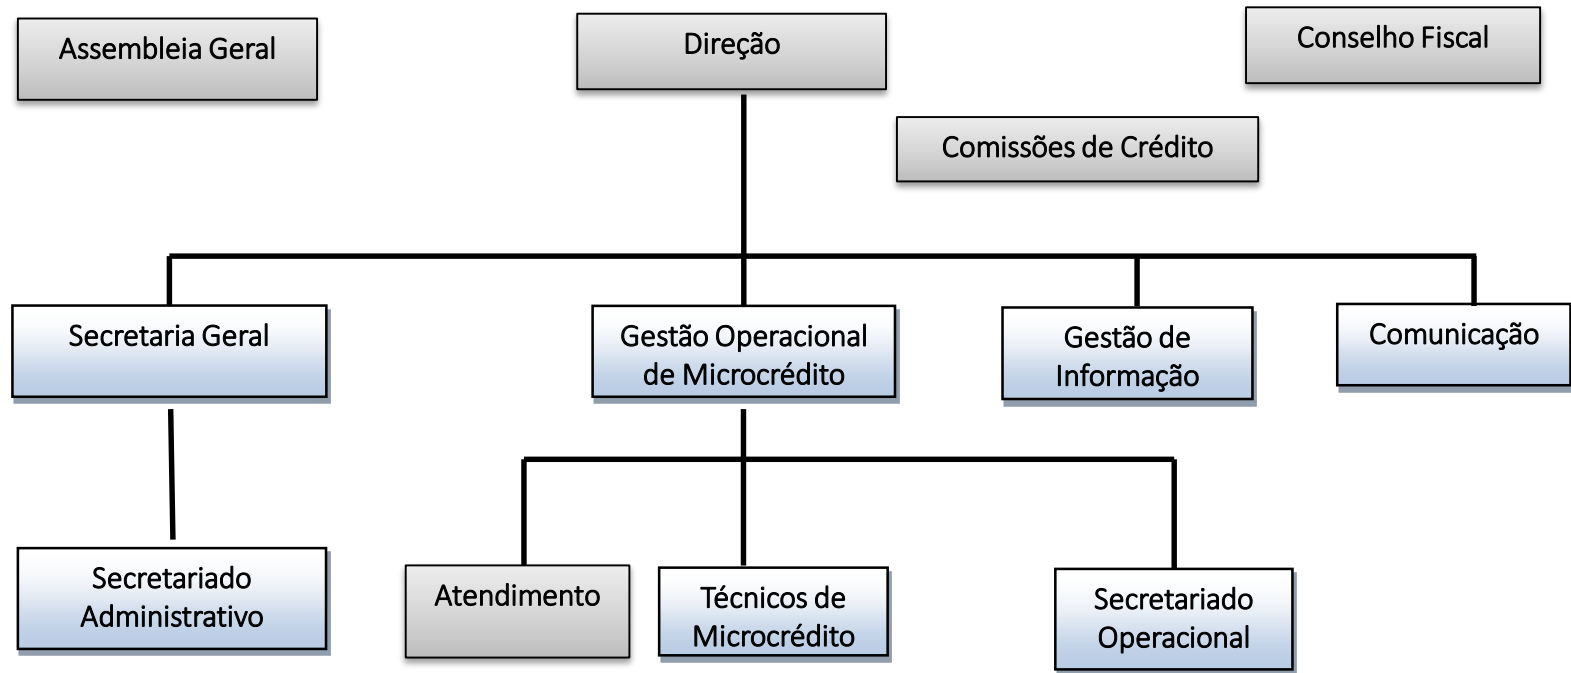 Assembleia Geral
Direção
Conselho Fiscal
Comissões de Crédito
Secretaria Geral
Gestão Operacional
de Microcrédito
Gestão de
Informação
Comunicação
Secretariado
Administrativo
Atendimento
Técnicos de
Microcrédito
Secretariado
Operacional